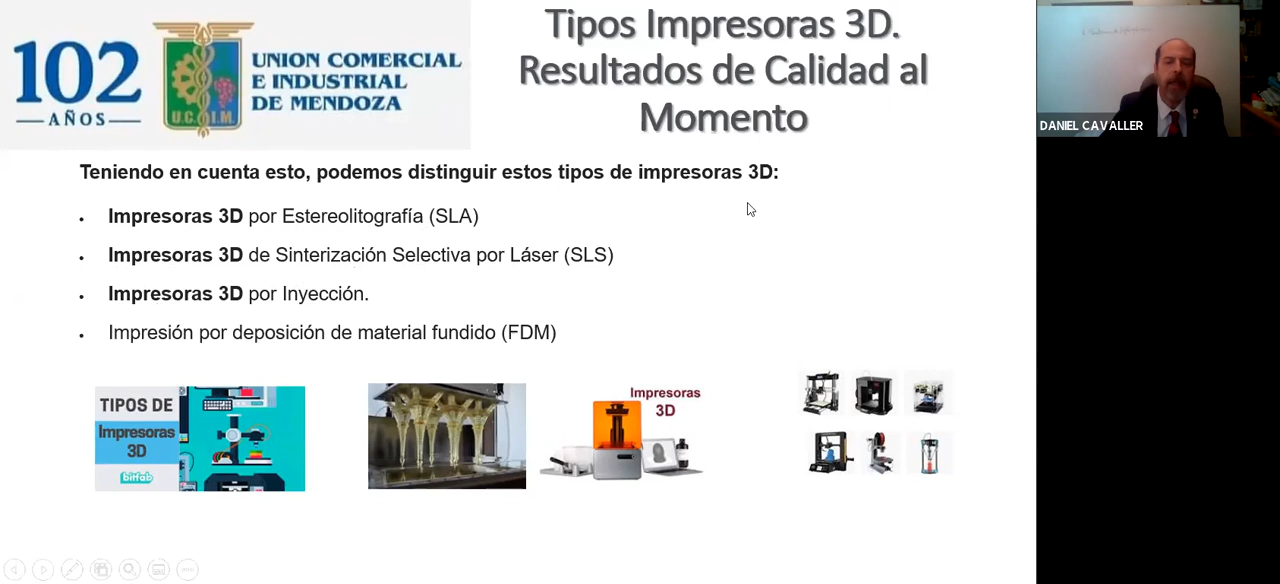 102
AÑOS
U.C. I.M.
UNION COMERCIAL
E INDUSTRIAL
DE MENDOZA
Tipos Impresoras 3D.
Resultados de Calidad al
Momento
DANIEL CAVALLER
Teniendo en cuenta esto, podemos distinguir estos tipos de impresoras 3D:
• Impresoras 3D por Estereolitografía (SLA)
• Impresoras 3D de Sinterización Selectiva por Láser (SLS)
• Impresoras 3D por Inyección.
• Impresión por deposición de material fundido (FDM)
TIPOS DE
Impresoras
3D
bitfab
Impresoras
3D